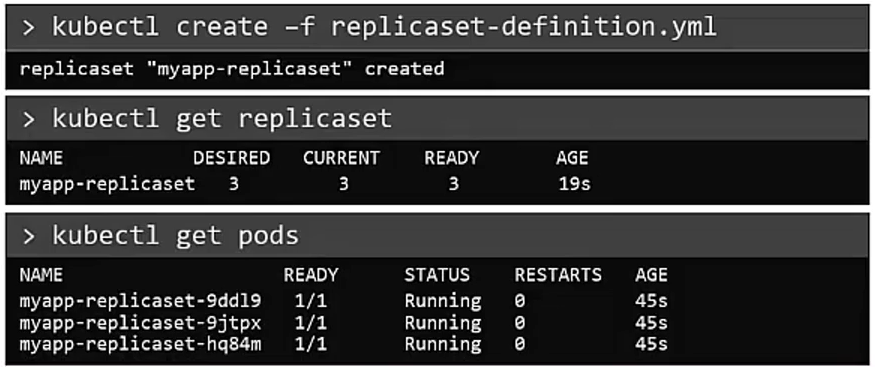 > kubectl create –f replicaset-definition.yml
replicaset "myapp-replicaset" created
> kubectl get replicaset
NAME DESIRED CURRENT READY AGE
myapp-replicaset 3 3 3 19s
> kubectl get pods
NAME READY STATUS RESTARTS AGE
myapp-replicaset-9ddl9 1/1 Running 0 45s
myapp-replicaset-9jtpx 1/1 Running 0 45s
myapp-replicaset-hq84m 1/1 Running 0 45s